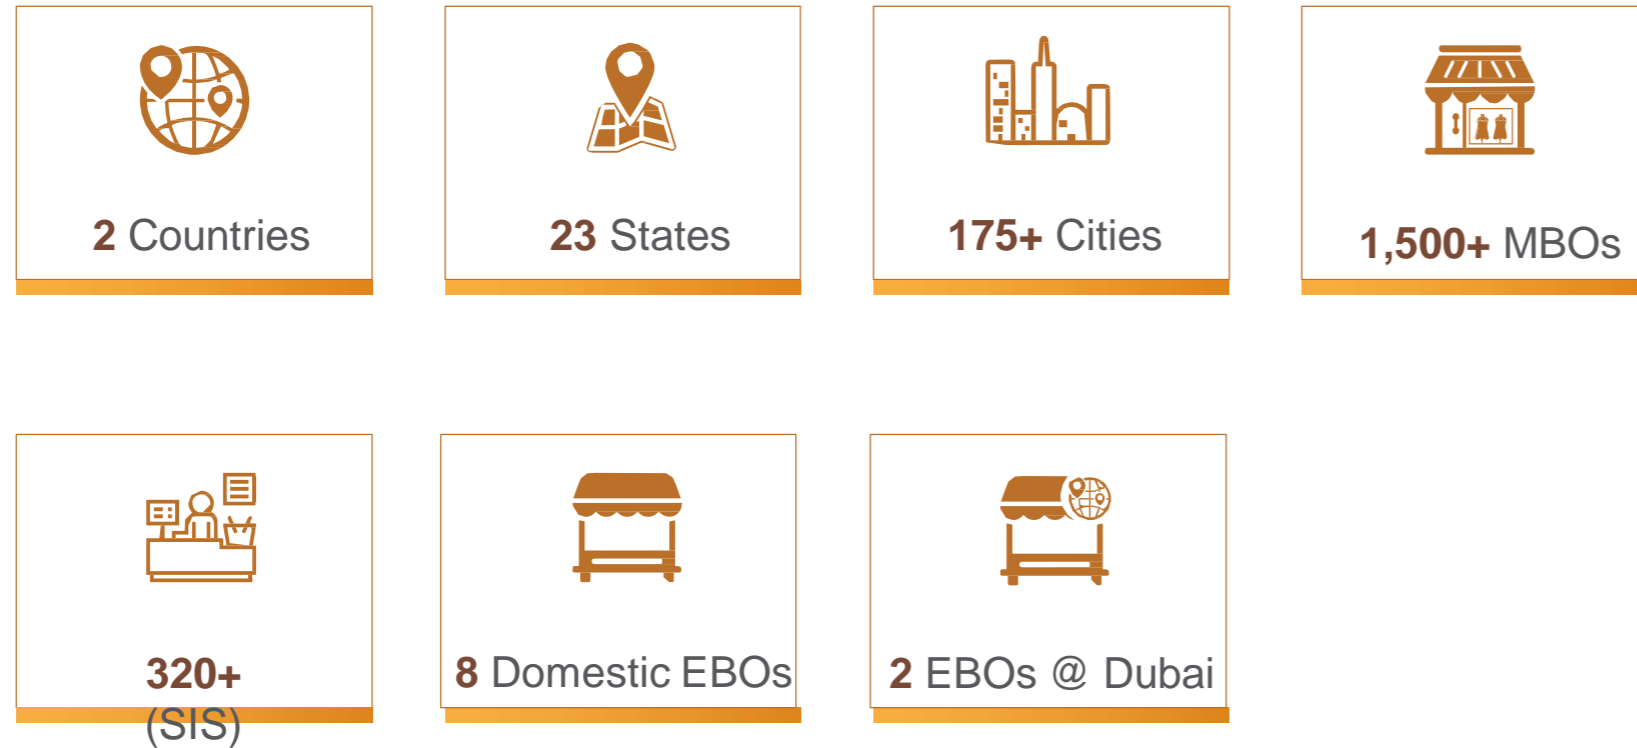 2 Countries
23 States
175+ Cities
1,500+ MBOs
320+
(SIS)
8 Domestic EBOs
2 EBOs @ Dubai